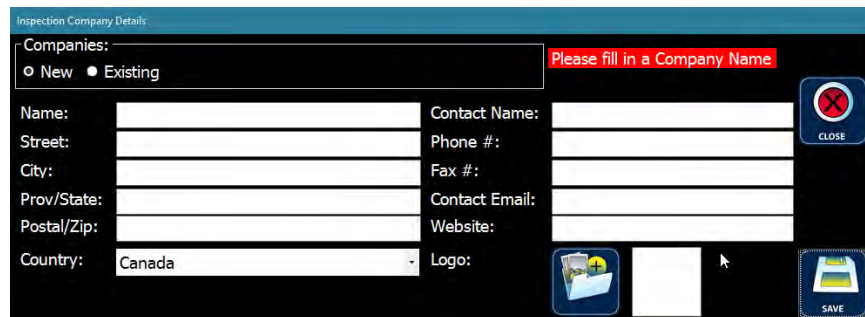 Inspection Company Details
Companies:
New Existing
Please fill in a Company Name
Name:
Contact Name:
CLOSE
Street:
Phone #:
City:
Fax #:
Prov/State:
Contact Email:
Postal/Zip:
Website:
Country:
Canada
Logo:
SAVE